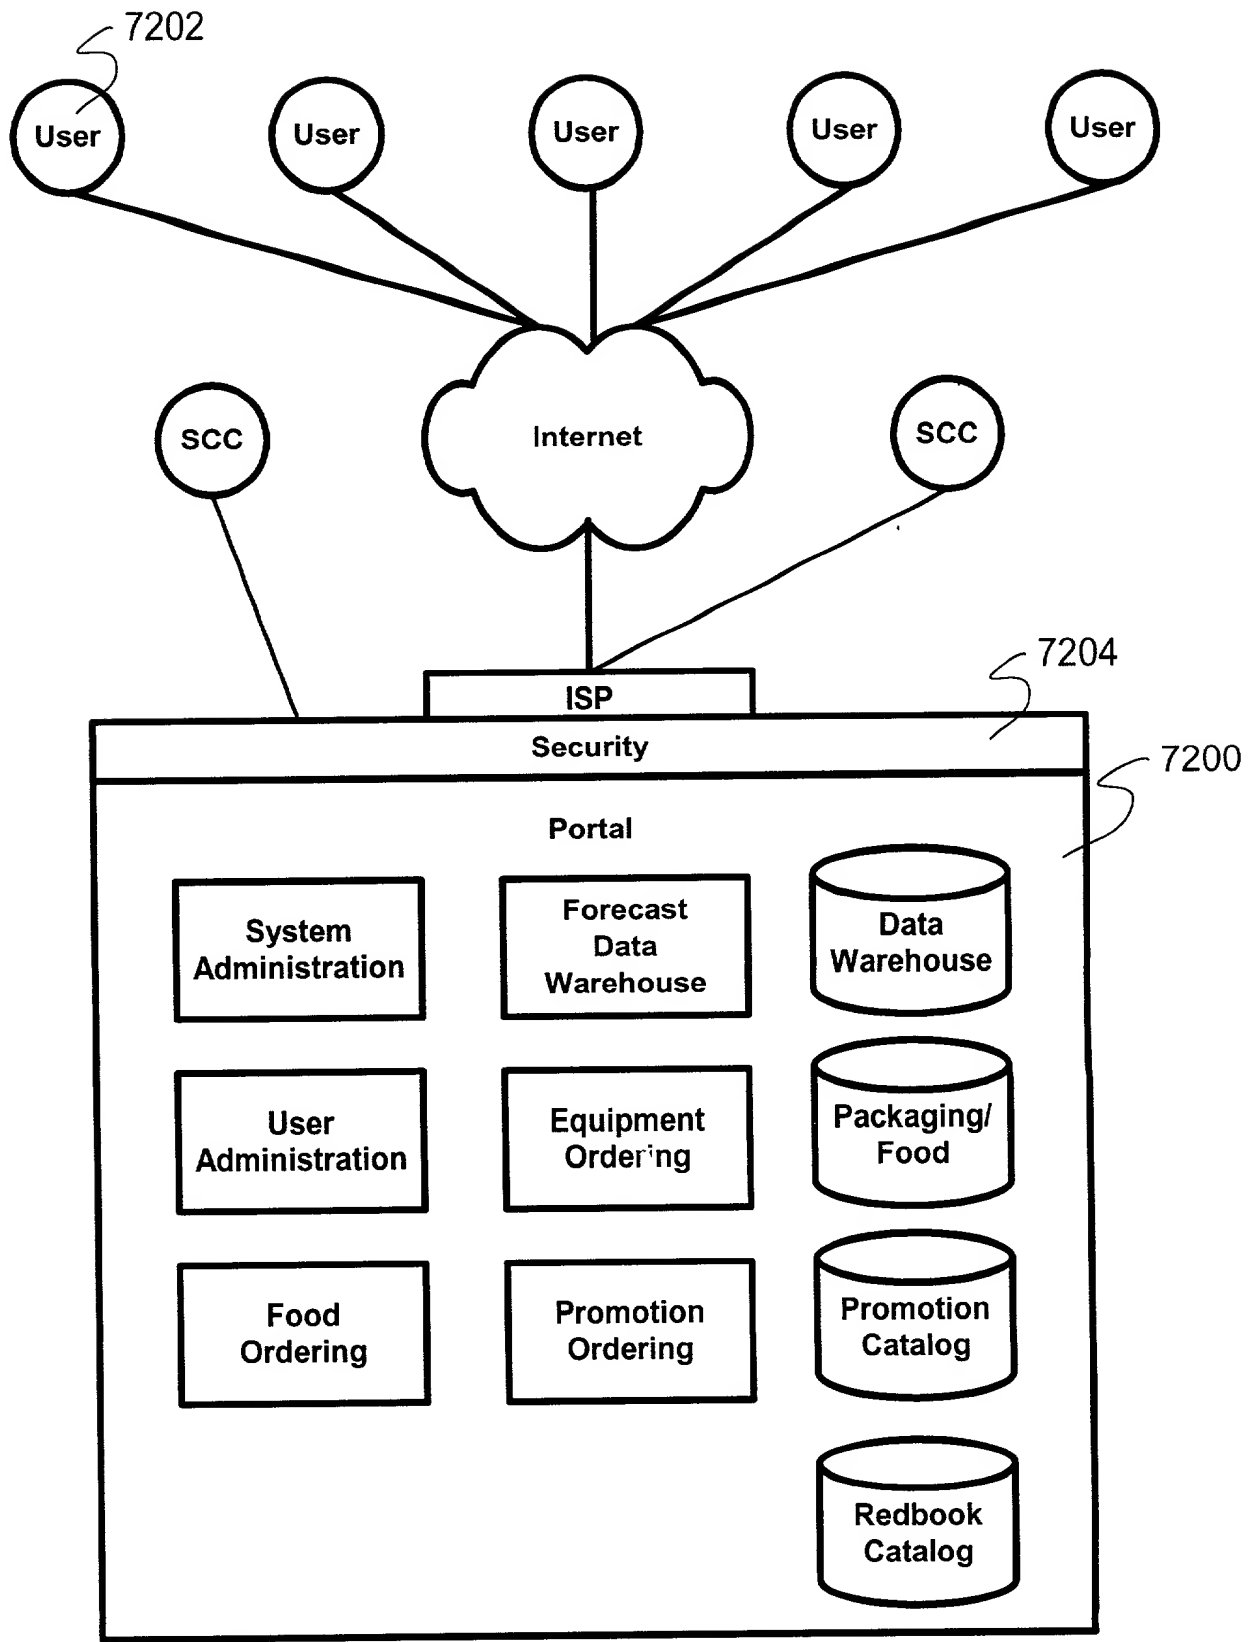 7202
User
User
User
User
User
SCC
Internet
SCC
7204
ISP
Security
7200
Portal
System
Administration
Forecast
Data
Warehouse
Data
Warehouse
User
Administration
Equipment
Ordering
Packaging/
Food
Food
Ordering
Promotion
Ordering
Promotion
Catalog
Redbook
Catalog